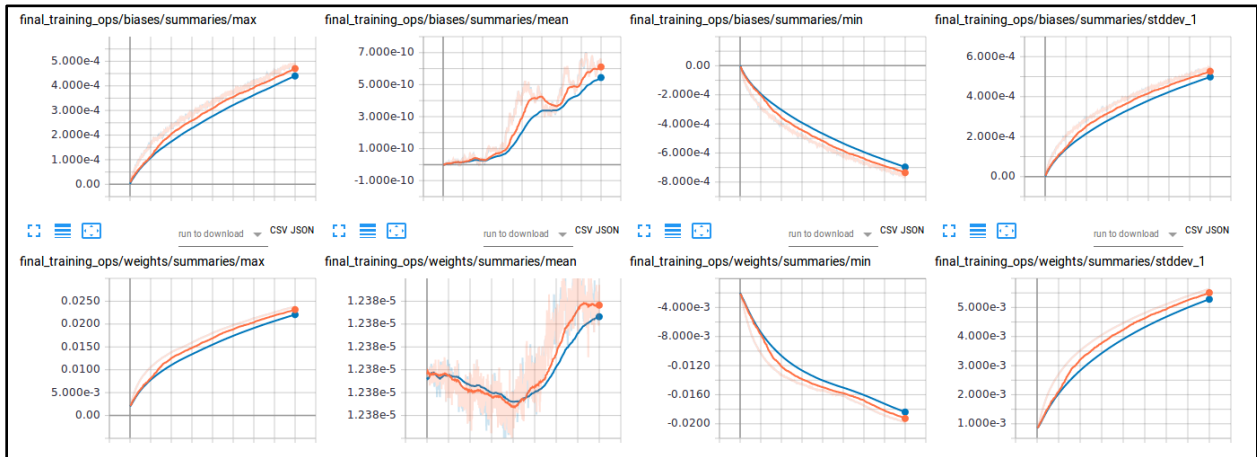 final_training_ops/biases/summaries/max
5.000e-4
4.000e-4
3.000e-4
2.000e-4
1.000e-4
0.00
final_training_ops/biases/summaries/mean
7.000e-10
5.000e-10
3.000e-10
1.000e-10
-1.000e-10
final_training_ops/biases/summaries/min
0.00
-2.000e-4
-4.000e-4
-6.000e-4
-8.000e-4
final_training_ops/biases/summaries/stddev_1
6.000e-4
4.000e-4
2.000e-4
0.00
run to download CSV JSON
run to download CSV JSON
run to download CSV JSON
run to download CSV JSON
final_training_ops/weights/summaries/max
0.0250
0.0200
0.0150
0.0100
5.000e-3
0.00
final_training_ops/weights/summaries/mean
1.238e-5
1.238e-5
1.238e-5
1.238e-5
1.238e-5
1.238e-5
final_training_ops/weights/summaries/min
-4.000e-3
-8.000e-3
-0.0120
-0.0160
-0.0200
final_training_ops/weights/summaries/stddev_1
5.000e-3
4.000e-3
3.000e-3
2.000e-3
1.000e-3